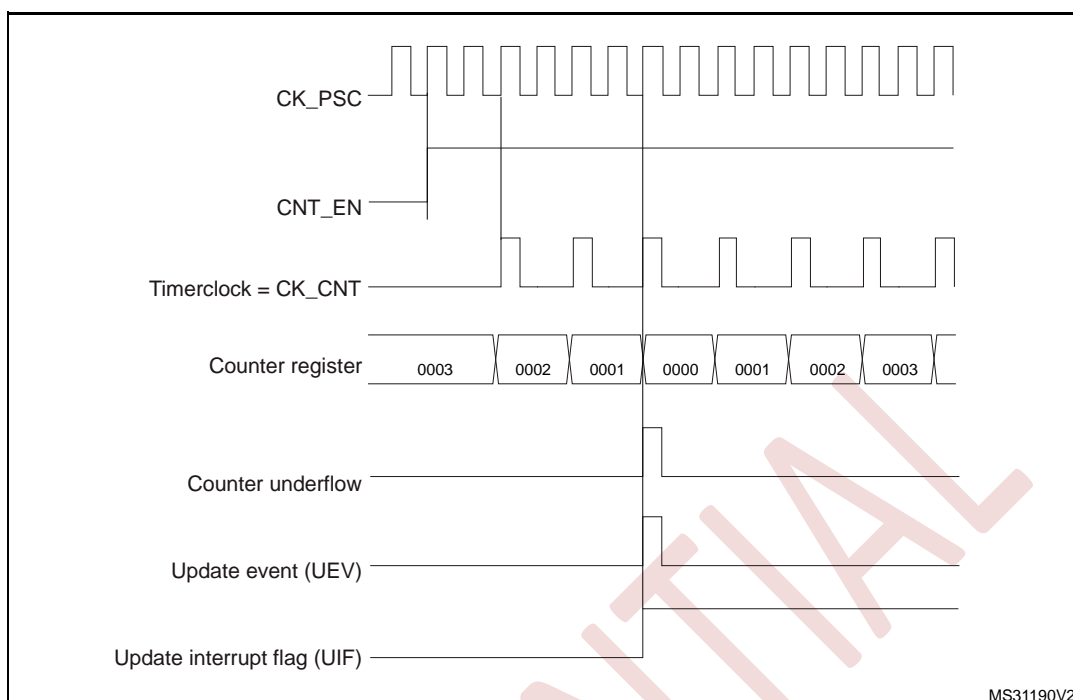 CK_PSC
CNT_EN
Timerclock = CK_CNT
Counter register 0003 0002 0001 0000 0001 0002 0003
Counter underflow
Update event (UEV)
Update interrupt flag (UIF)
MS31190V2
ENTIAL